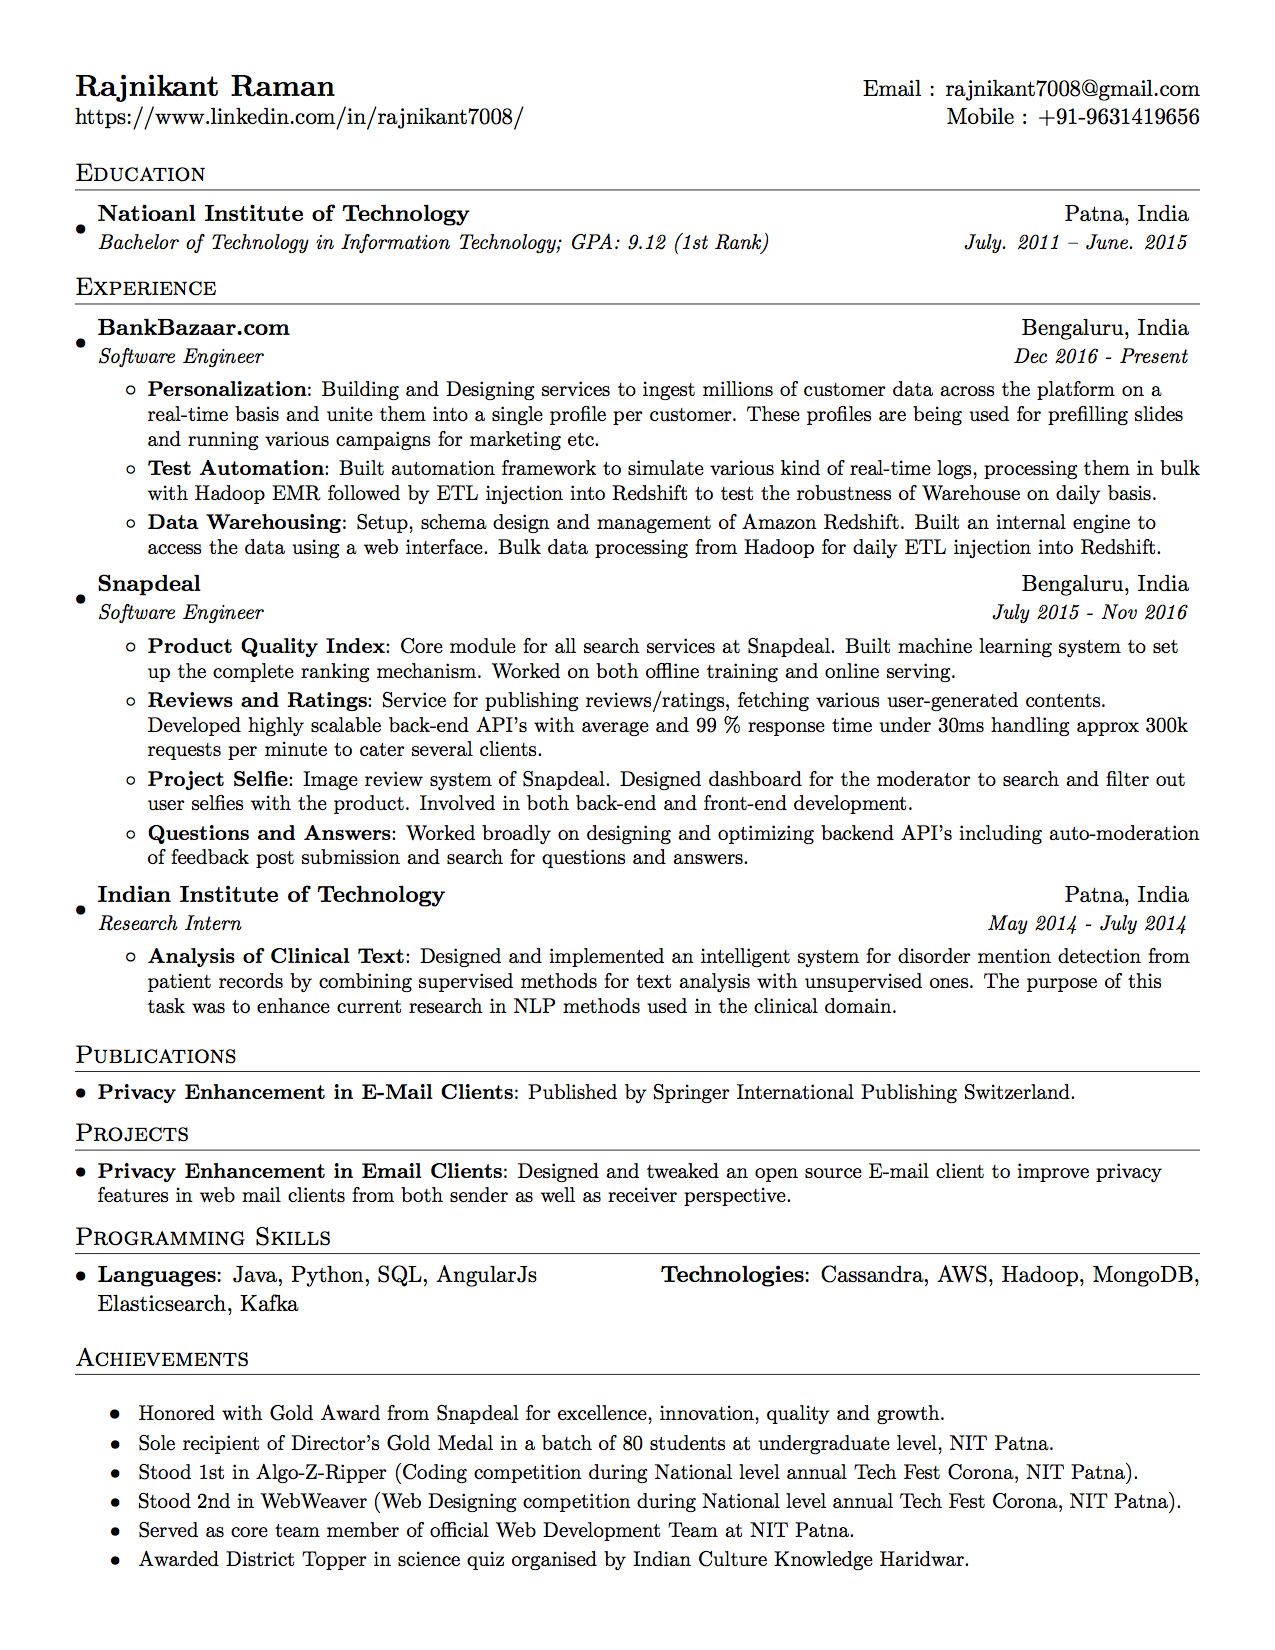 Rajnikant Raman
Email : rajnikant7008@gmail.com
https://www.linkedin.com/in/rajnikant7008/
Mobile : +91-9631419656
Education
• Natioanl Institute of Technology
Patna, India
Bachelor of Technology in Information Technology; GPA: 9.12 (1st Rank)
July. 2011 – June. 2015
Experience
• BankBazaar.com
Bengaluru, India
Software Engineer
Dec 2016 - Present
◦ Personalization: Building and Designing services to ingest millions of customer data across the platform on a
real-time basis and unite them into a single profile per customer. These profiles are being used for prefilling slides
and running various campaigns for marketing etc.
◦ Test Automation: Built automation framework to simulate various kind of real-time logs, processing them in bulk
with Hadoop EMR followed by ETL injection into Redshift to test the robustness of Warehouse on daily basis.
◦ Data Warehousing: Setup, schema design and management of Amazon Redshift. Built an internal engine to
access the data using a web interface. Bulk data processing from Hadoop for daily ETL injection into Redshift.
• Snapdeal
Bengaluru, India
Software Engineer
July 2015 - Nov 2016
◦ Product Quality Index: Core module for all search services at Snapdeal. Built machine learning system to set
up the complete ranking mechanism. Worked on both offline training and online serving.
◦ Reviews and Ratings: Service for publishing reviews/ratings, fetching various user-generated contents.
Developed highly scalable back-end API's with average and 99 % response time under 30ms handling approx 300k
requests per minute to cater several clients.
◦ Project Selfie: Image review system of Snapdeal. Designed dashboard for the moderator to search and filter out
user selfies with the product. Involved in both back-end and front-end development.
◦ Questions and Answers: Worked broadly on designing and optimizing backend API's including auto-moderation
of feedback post submission and search for questions and answers.
• Indian Institute of Technology
Patna, India
Research Intern
May 2014 - July 2014
◦ Analysis of Clinical Text: Designed and implemented an intelligent system for disorder mention detection from
patient records by combining supervised methods for text analysis with unsupervised ones. The purpose of this
task was to enhance current research in NLP methods used in the clinical domain.
Publications
• Privacy Enhancement in E-Mail Clients: Published by Springer International Publishing Switzerland.
Projects
• Privacy Enhancement in Email Clients: Designed and tweaked an open source E-mail client to improve privacy
features in web mail clients from both sender as well as receiver perspective.
Programming Skills
• Languages: Java, Python, SQL, AngularJs Technologies: Cassandra, AWS, Hadoop, MongoDB,
Elasticsearch, Kafka
Achievements
• Honored with Gold Award from Snapdeal for excellence, innovation, quality and growth.
• Sole recipient of Director's Gold Medal in a batch of 80 students at undergraduate level, NIT Patna.
• Stood 1st in Algo-Z-Ripper (Coding competition during National level annual Tech Fest Corona, NIT Patna).
• Stood 2nd in WebWeaver (Web Designing competition during National level annual Tech Fest Corona, NIT Patna).
• Served as core team member of official Web Development Team at NIT Patna.
• Awarded District Topper in science quiz organised by Indian Culture Knowledge Haridwar.